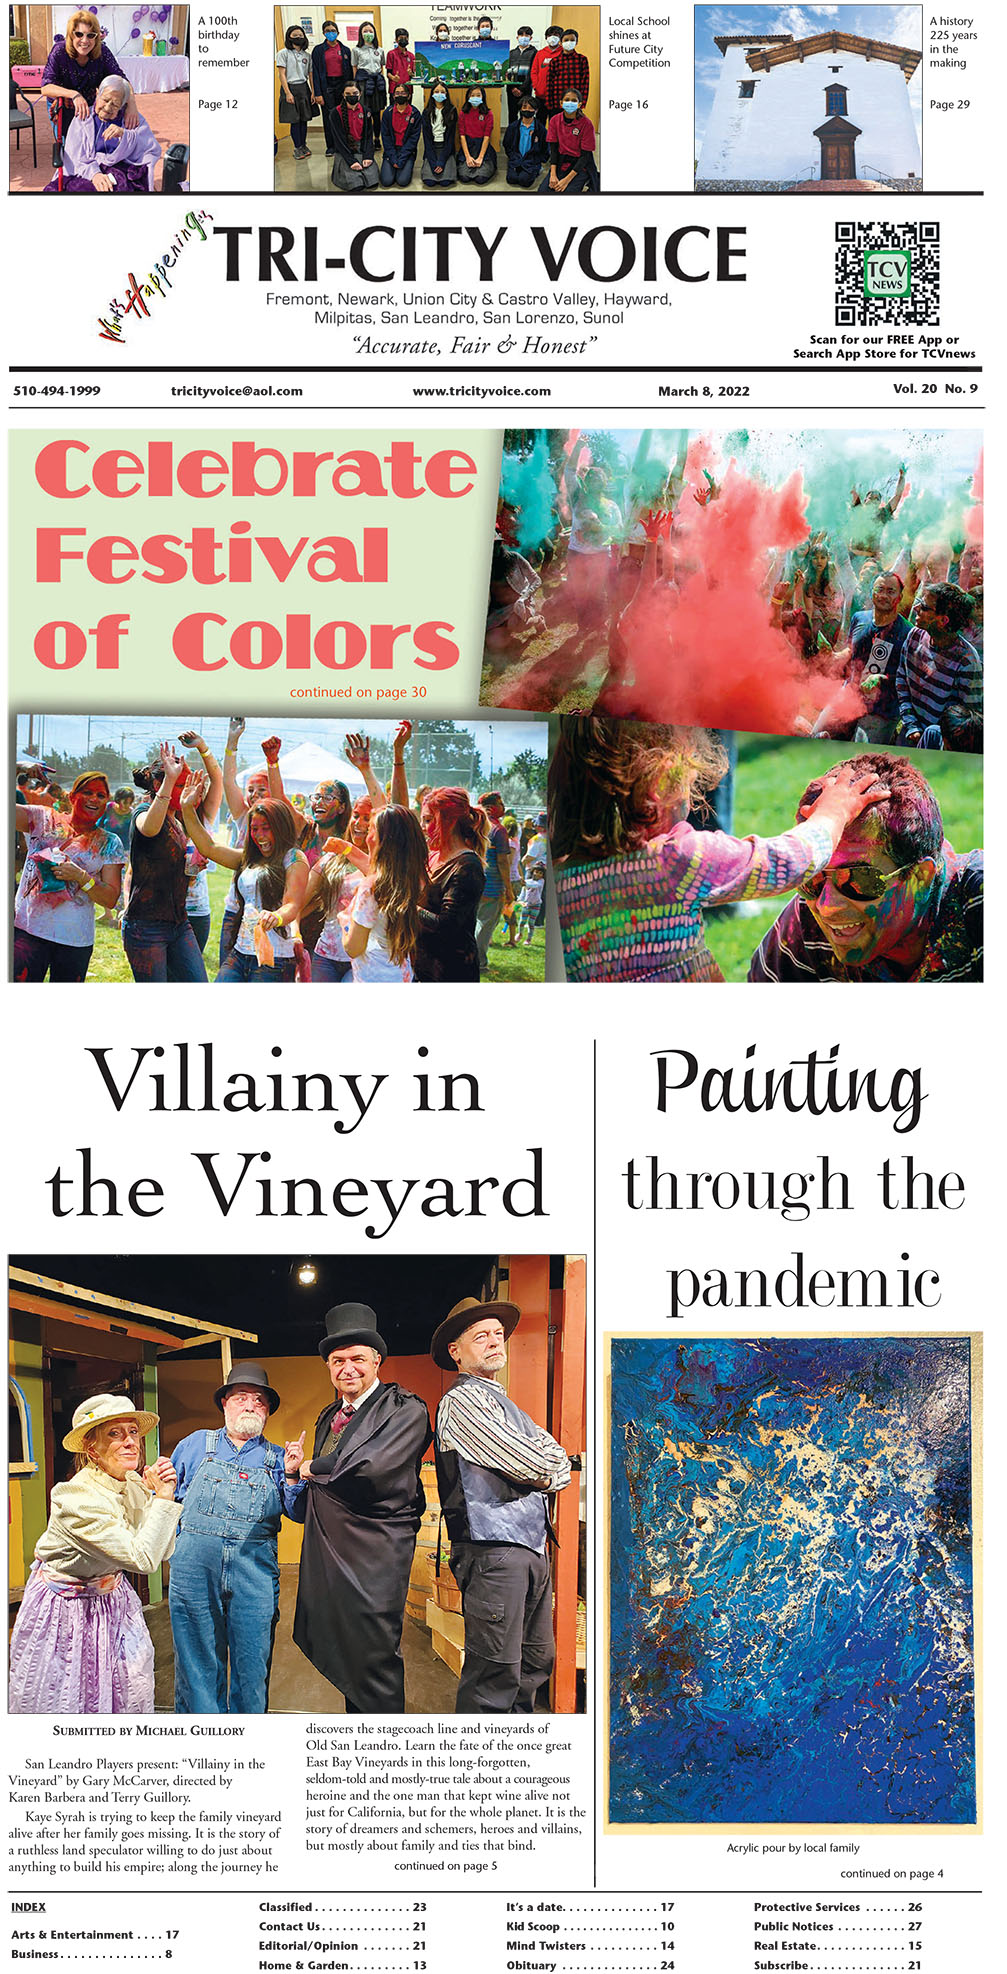 A 100th
birthday
to
remember
Page 12
TEAMWORK
Coming together is the
NEW CORUSCANT
Local School
shines at
Future City
Competition
Page 16
A history
225 years
in the
making
Page 29
What's Happening's
TRI-CITY VOICE
Fremont, Newark, Union City & Castro Valley, Hayward,
Milpitas, San Leandro, San Lorenzo, Sunol
“Accurate, Fair & Honest”
TCV
NEWS
Scan for our FREE App or
Search App Store for TCVnews
510-494-1999 tricityvoice@aol.com www.tricityvoice.com March 8, 2022 Vol. 20 No. 9
Celebrate
Festival
of Colors
continued on page 30
Villainy in
the Vineyard
SUBMITTED BY MICHAEL GUILLORY
San Leandro Players present: “Villainy in the
Vineyard” by Gary McCarver, directed by
Karen Barbera and Terry Guillory.
Kaye Syrah is trying to keep the family vineyard
alive after her family goes missing. It is the story of
a ruthless land speculator willing to do just about
anything to build his empire; along the journey he
discovers the stagecoach line and vineyards of
Old San Leandro. Learn the fate of the once great
East Bay Vineyards in this long-forgotten,
seldom-told and mostly-true tale about a courageous
heroine and the one man that kept wine alive not
just for California, but for the whole planet. It is the
story of dreamers and schemers, heroes and villains,
but mostly about family and ties that bind.
continued on page 5
Painting
through the
pandemic
Acrylic pour by local family
continued on page 4
INDEX
Arts & Entertainment . . . . 17
Business . . . . . . . . . . . . . . . 8
Classified . . . . . . . . . . . . . . 23
Contact Us . . . . . . . . . . . . . 21
Editorial/Opinion . . . . . . . 21
Home & Garden . . . . . . . . . 13
It’s a date. . . . . . . . . . . . . . 17
Kid Scoop . . . . . . . . . . . . . . 10
Mind Twisters . . . . . . . . . . 14
Obituary . . . . . . . . . . . . . . 24
Protective Services . . . . . . 26
Public Notices . . . . . . . . . . 27
Real Estate. . . . . . . . . . . . . 15
Subscribe . . . . . . . . . . . . . . 21